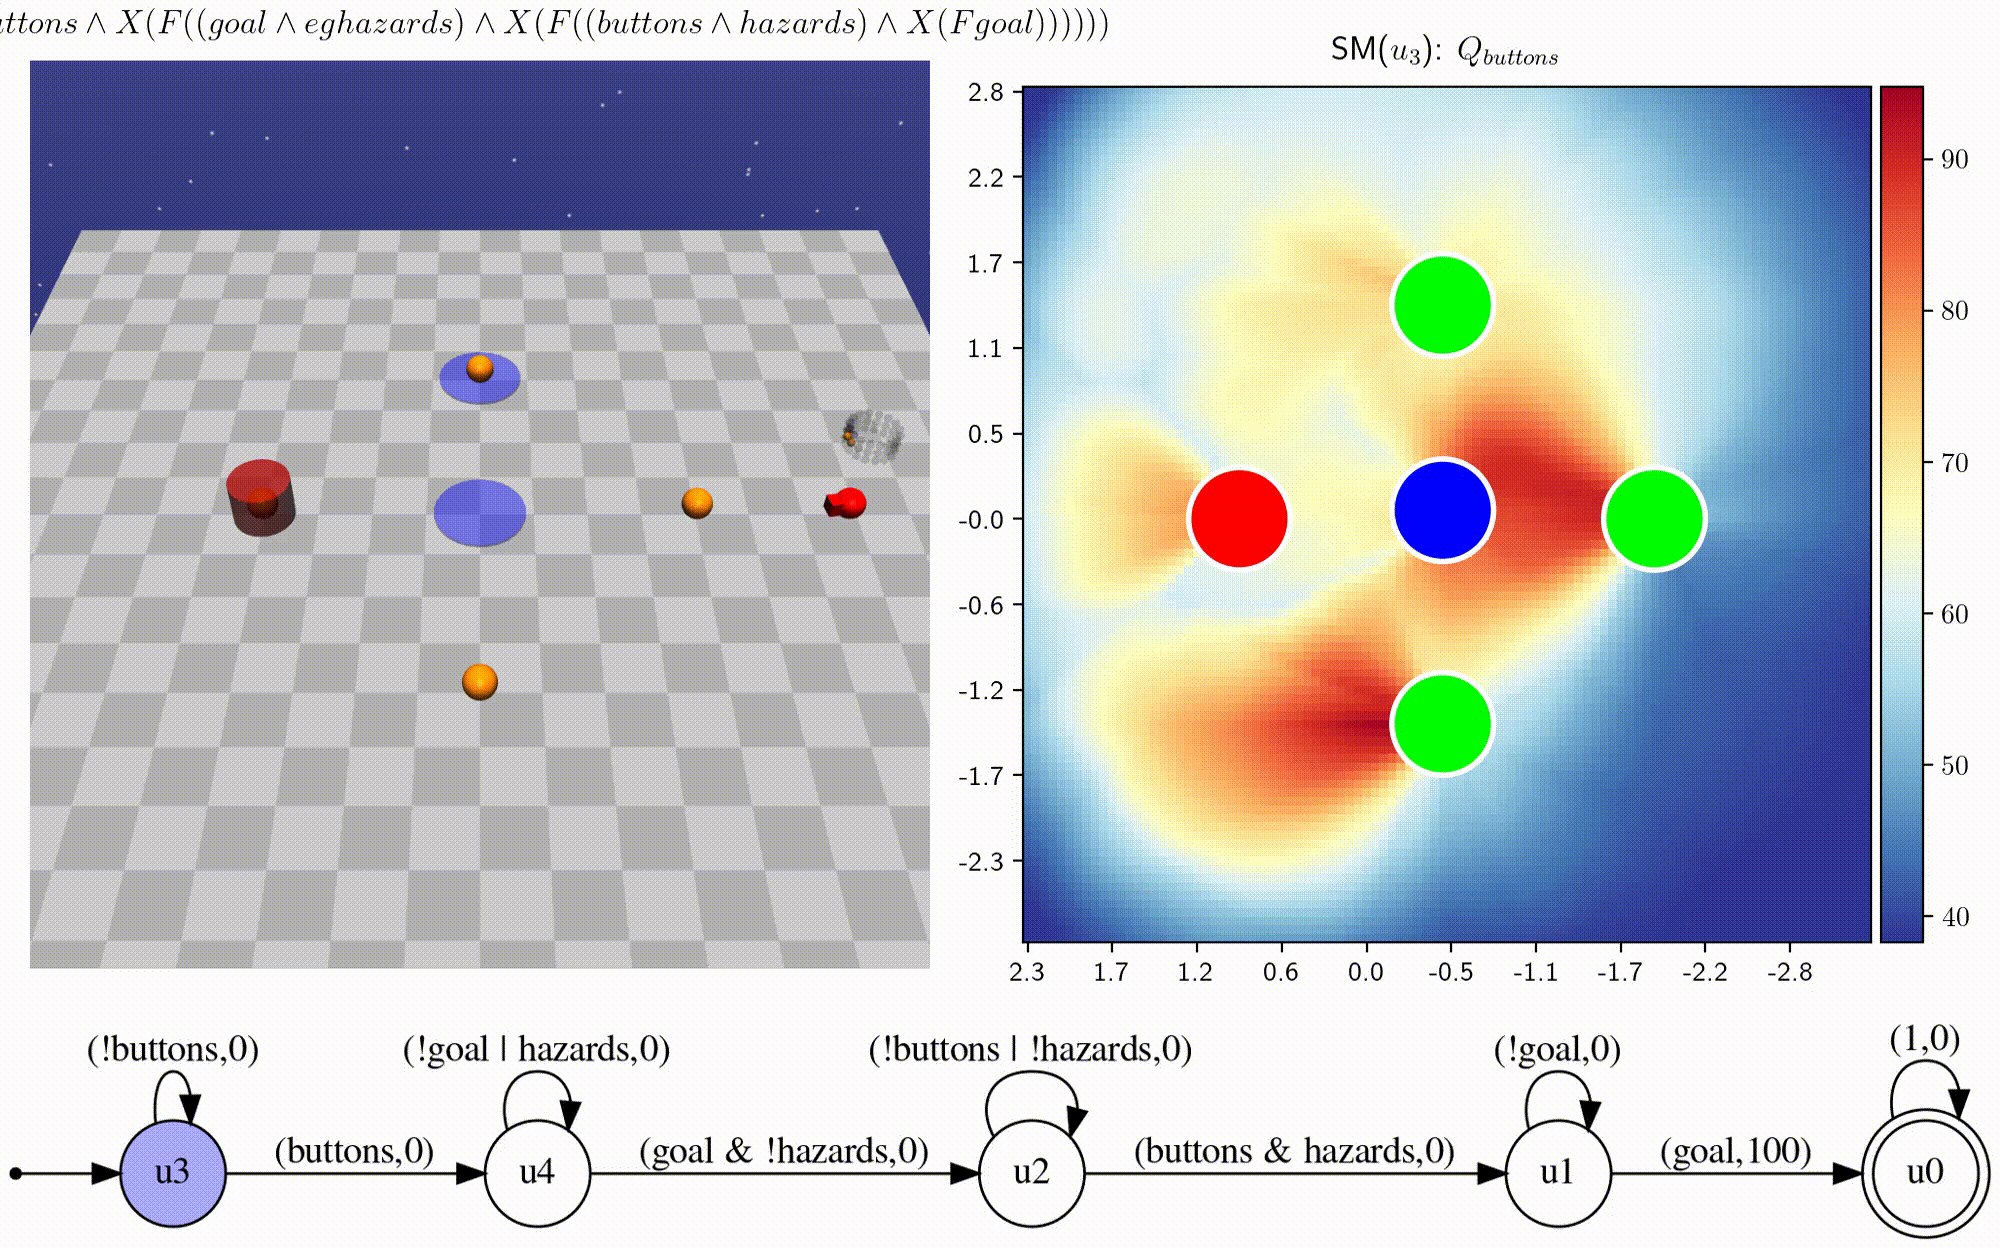 ∧ X(F((goal ∧ eghazards) ∧ X(F((buttons ∧ hazards) ∧ X(Fgoal))))))
SM(u₃): Q_buttons
2.8
2.2
1.7
1.1
0.5
-0.0
-0.6
-1.2
-1.7
-2.3
2.3 1.7 1.2 0.6 0.0 -0.5 -1.1 -1.7 -2.2 -2.8
90
80
70
60
50
40
(!buttons,0) (!goal | hazards,0) (!buttons | !hazards,0) (!goal,0) (1,0)
(buttons,0) (goal & !hazards,0) (buttons & hazards,0) (goal,100)
u3 u4 u2 u1 u0